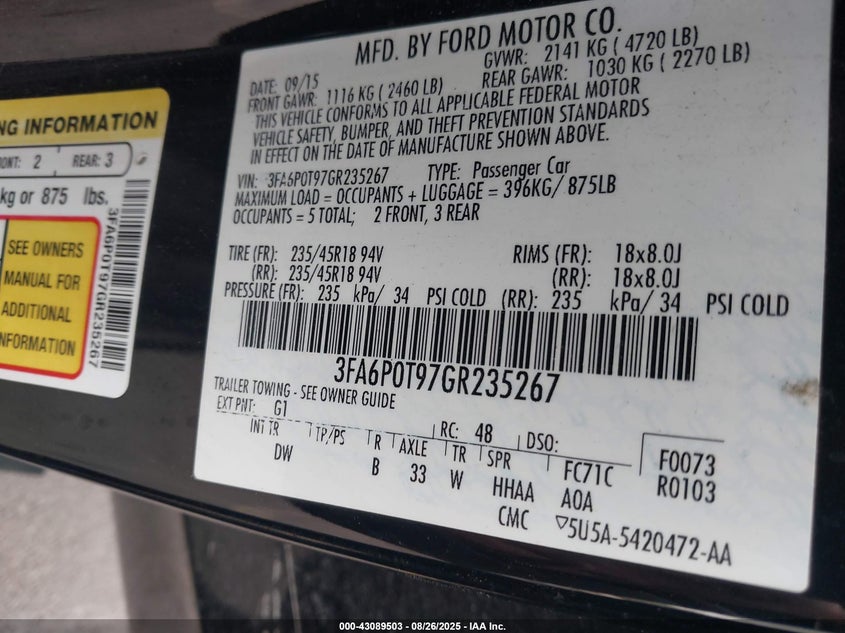 NG INFORMATION
ONT: 2 REAR: 3
kg or 875 lbs.
SEE OWNERS
MANUAL FOR
ADDITIONAL
INFORMATION
3FA6P0T97GR235267
MFD. BY FORD MOTOR CO.
DATE: 09/15 GVWR: 2141 KG ( 4720 LB)
FRONT GAWR: 1116 KG ( 2460 LB) REAR GAWR: 1030 KG ( 2270 LB)
THIS VEHICLE CONFORMS TO ALL APPLICABLE FEDERAL MOTOR
VEHICLE SAFETY, BUMPER, AND THEFT PREVENTION STANDARDS
IN EFFECT ON THE DATE OF MANUFACTURE SHOWN ABOVE.
VIN: 3FA6P0T97GR235267 TYPE: Passenger Car
MAXIMUM LOAD = OCCUPANTS + LUGGAGE = 396KG/ 875LB
OCCUPANTS = 5 TOTAL; 2 FRONT, 3 REAR
TIRE (FR): 235/45R18 94V RIMS (FR): 18x8.0J
(RR): 235/45R18 94V (RR): 18x8.0J
PRESSURE (FR): 235 kPa/ 34 PSI COLD (RR): 235 kPa/ 34 PSI COLD
3FA6P0T97GR235267
TRAILER TOWING - SEE OWNER GUIDE
EXT PNT: G1 RC: 48 DSO:
INT TR TP/PS R AXLE TR SPR FC71C F0073
DW B 33 W HHAA A0A R0103
CMC ▽5U5A-5420472-AA
000-43089503 - 08/26/2025 - IAA Inc.